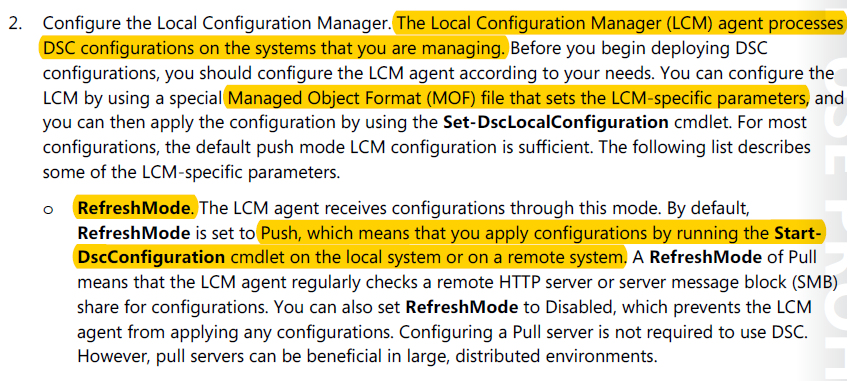 2. Configure the Local Configuration Manager. The Local Configuration Manager (LCM) agent processes
DSC configurations on the systems that you are managing. Before you begin deploying DSC
configurations, you should configure the LCM agent according to your needs. You can configure the
LCM by using a special Managed Object Format (MOF) file that sets the LCM-specific parameters, and
you can then apply the configuration by using the Set-DscLocalConfiguration cmdlet. For most
configurations, the default push mode LCM configuration is sufficient. The following list describes
some of the LCM-specific parameters.
o RefreshMode. The LCM agent receives configurations through this mode. By default,
RefreshMode is set to Push, which means that you apply configurations by running the Start-
DscConfiguration cmdlet on the local system or on a remote system. A RefreshMode of Pull
means that the LCM agent regularly checks a remote HTTP server or server message block (SMB)
share for configurations. You can also set RefreshMode to Disabled, which prevents the LCM
agent from applying any configurations. Configuring a Pull server is not required to use DSC.
However, pull servers can be beneficial in large, distributed environments.